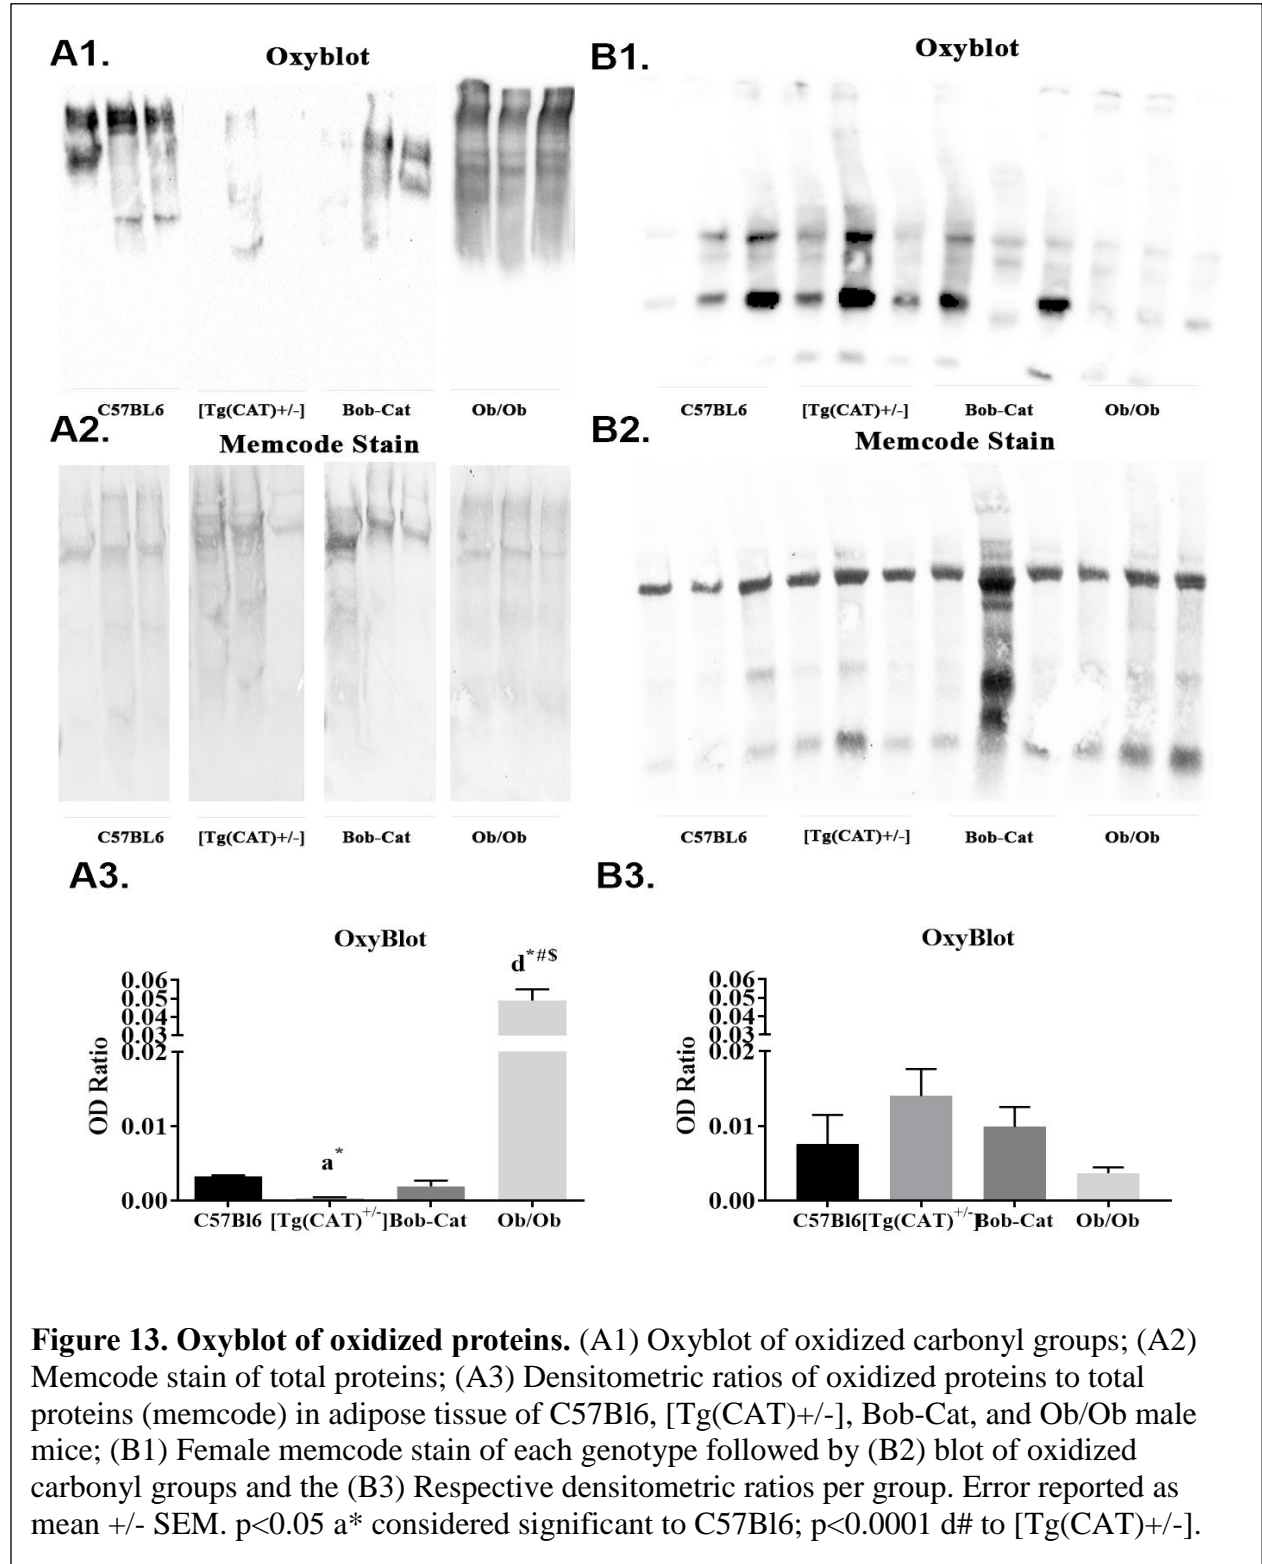 A1.
Oxyblot
C57BL6 [Tg(CAT)+/-] Bob-Cat Ob/Ob
A2.
Memcode Stain
C57BL6 [Tg(CAT)+/-] Bob-Cat Ob/Ob
A3.
OxyBlot
d*#$
a*
OD Ratio
0.06
0.05
0.04
0.03
0.02
0.01
0.00
C57Bl6 [Tg(CAT)+/-] Bob-Cat Ob/Ob
B1.
Oxyblot
C57BL6 [Tg(CAT)+/-] Bob-Cat Ob/Ob
B2.
Memcode Stain
C57BL6 [Tg(CAT)+/-] Bob-Cat Ob/Ob
B3.
OxyBlot
OD Ratio
0.06
0.05
0.04
0.03
0.02
0.01
0.00
C57Bl6 [Tg(CAT)+/-] Bob-Cat Ob/Ob
Figure 13. Oxyblot of oxidized proteins. (A1) Oxyblot of oxidized carbonyl groups; (A2)
Memcode stain of total proteins; (A3) Densitometric ratios of oxidized proteins to total
proteins (memcode) in adipose tissue of C57Bl6, [Tg(CAT)+/-], Bob-Cat, and Ob/Ob male
mice; (B1) Female memcode stain of each genotype followed by (B2) blot of oxidized
carbonyl groups and the (B3) Respective densitometric ratios per group. Error reported as
mean +/- SEM. p<0.05 a* considered significant to C57Bl6; p<0.0001 d# to [Tg(CAT)+/-].